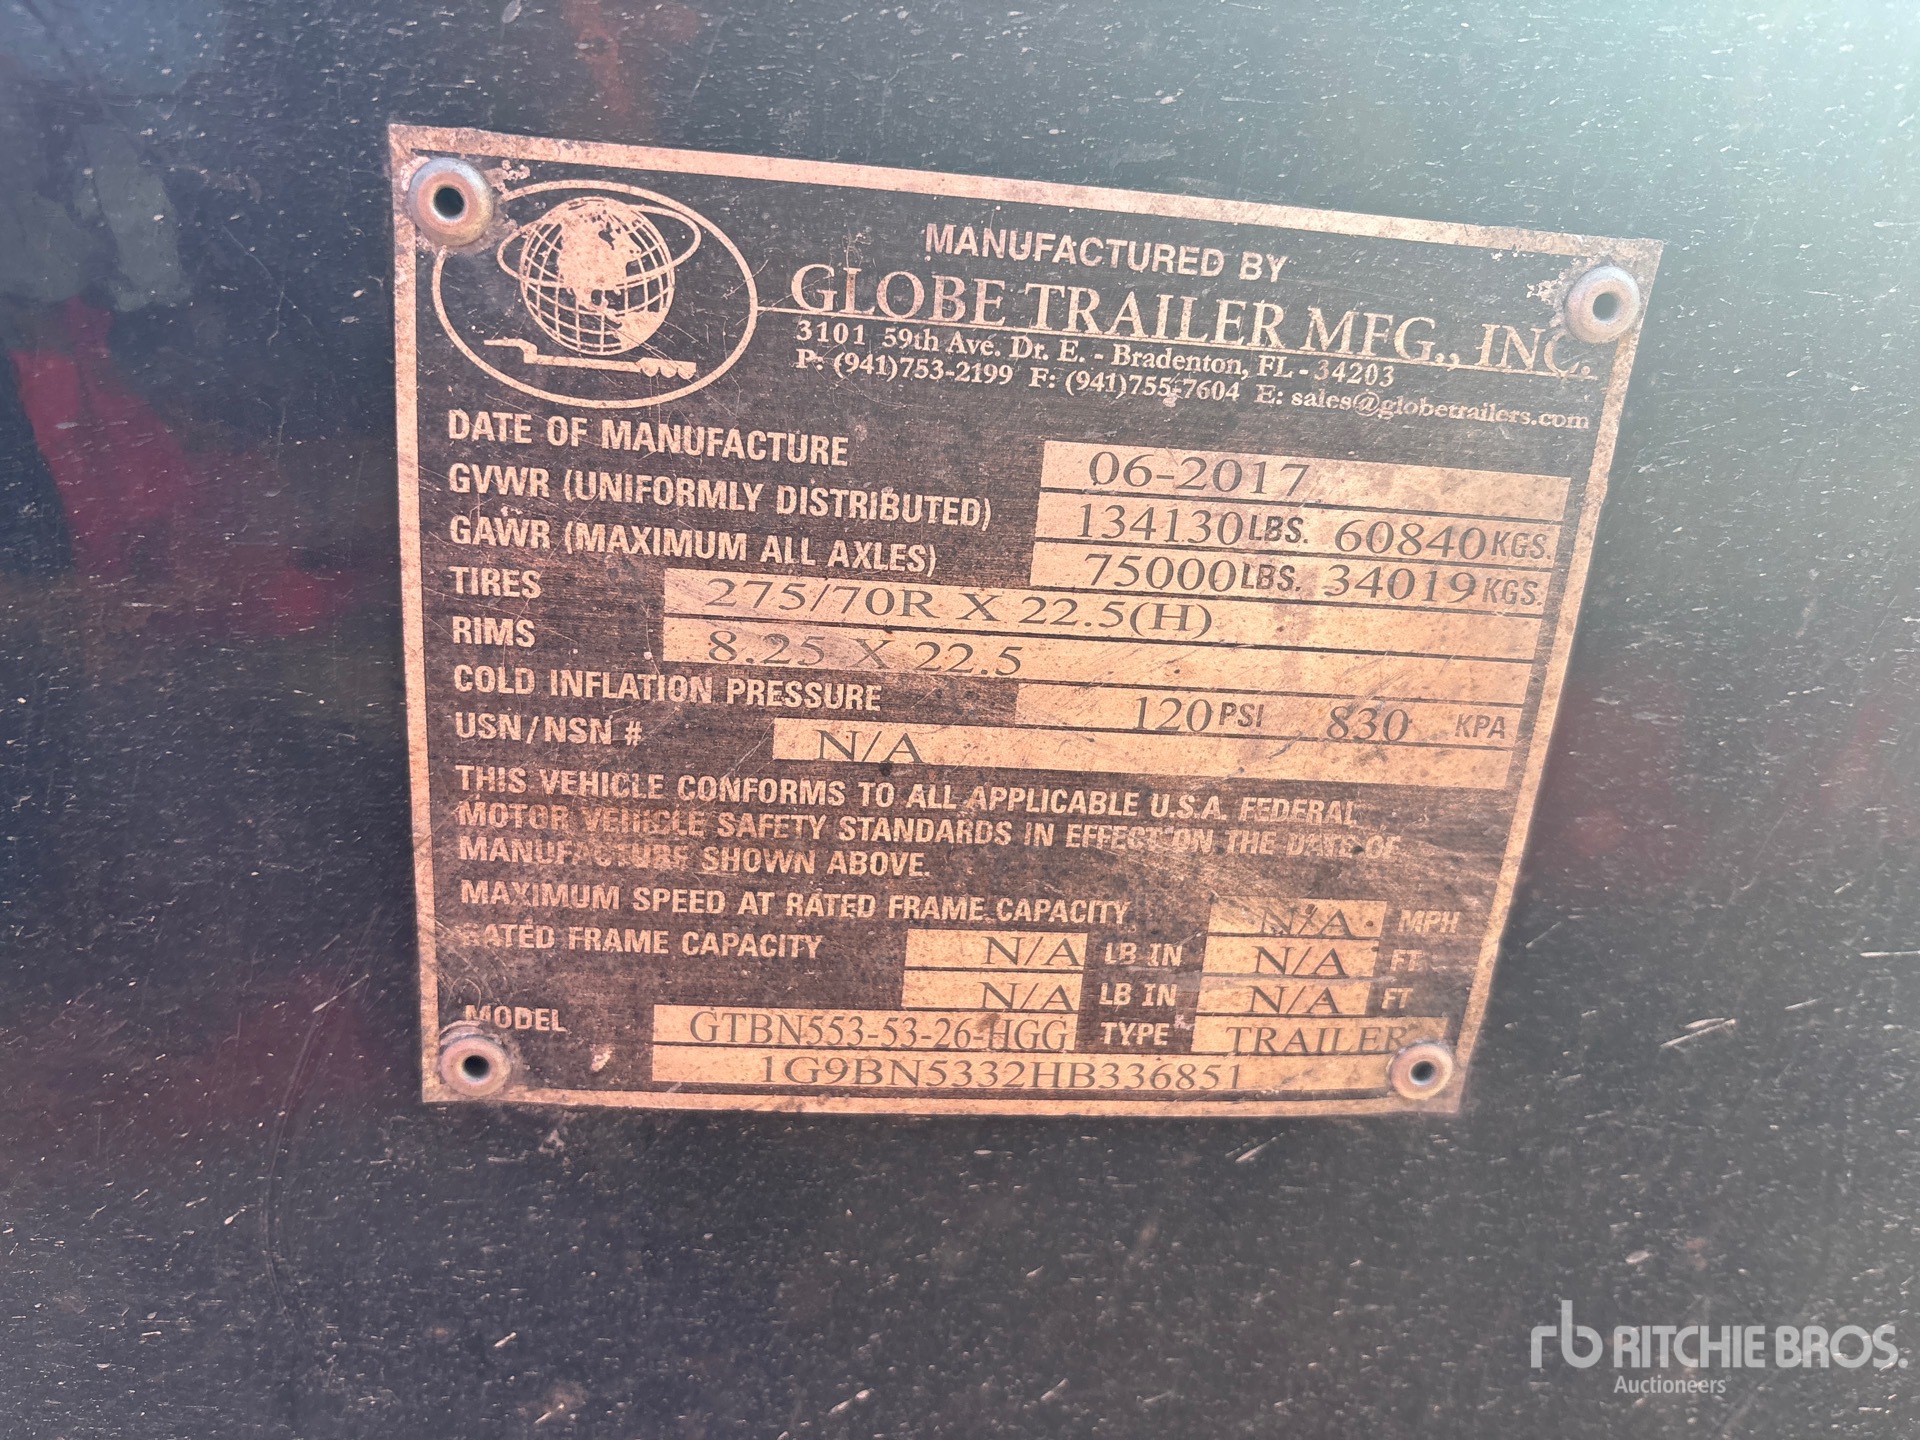 MANUFACTURED BY
GLOBE TRAILER MFG., INC.
3101 59th Ave. Dr. E. - Bradenton, FL - 34203
P: (941)753-2199 F: (941)755-7604 E: sales@globetrailers.com
DATE OF MANUFACTURE 06-2017
GVWR (UNIFORMLY DISTRIBUTED) 134130 LBS. 60840 KGS.
GAWR (MAXIMUM ALL AXLES) 75000 LBS. 34019 KGS.
TIRES 275/70R X 22.5(H)
RIMS 8.25 X 22.5
COLD INFLATION PRESSURE 120 PSI 830 KPA
USN/NSN # N/A
THIS VEHICLE CONFORMS TO ALL APPLICABLE U.S.A. FEDERAL
MOTOR VEHICLE SAFETY STANDARDS IN EFFECT ON THE DATE OF
MANUFACTURE SHOWN ABOVE.
MAXIMUM SPEED AT RATED FRAME CAPACITY N/A MPH
RATED FRAME CAPACITY N/A LB IN N/A FT
N/A LB IN N/A FT
MODEL GTBN553-53-26-HGG TYPE TRAILER
1G9BN5332HB336851
rb RITCHIE BROS.
Auctioneers